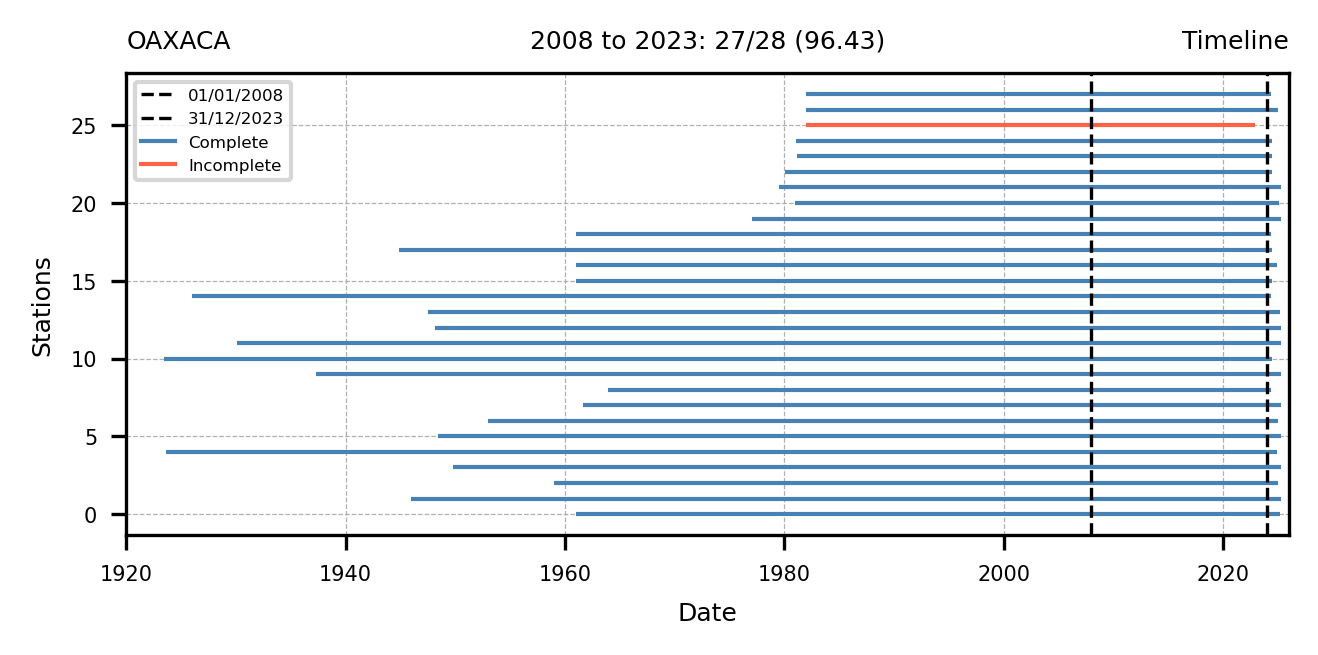 OAXACA 2008 to 2023: 27/28 (96.43) Timeline
01/01/2008
31/12/2023
Complete
Incomplete
25
20
15
10
5
0
Stations
1920 1940 1960 1980 2000 2020
Date